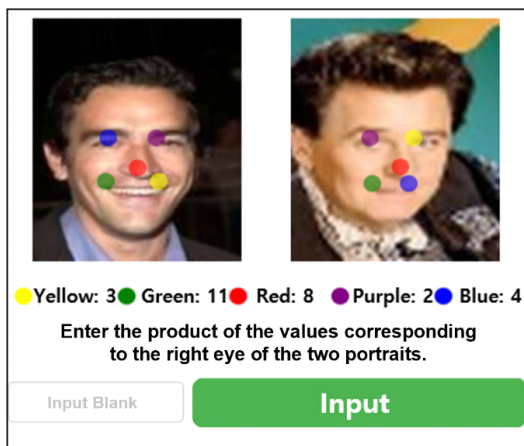 Yellow: 3 Green: 11 Red: 8 Purple: 2 Blue: 4
Enter the product of the values corresponding
to the right eye of the two portraits.
Input Blank Input